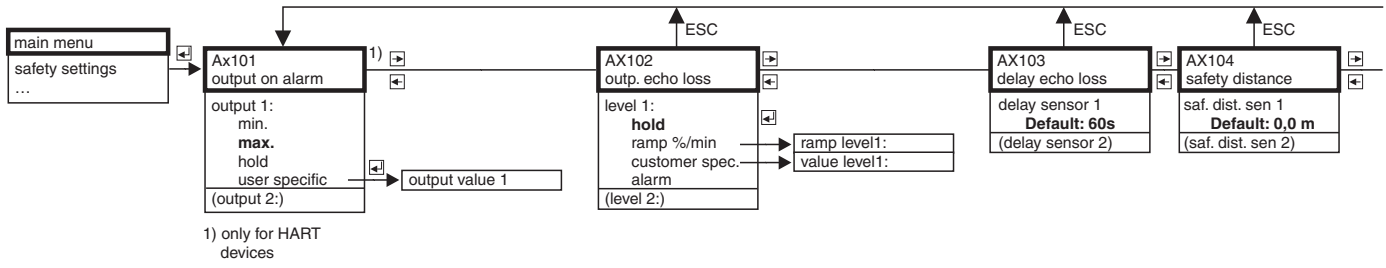 ESC
ESC
ESC
main menu
safety settings
...
Ax101
output on alarm
1)
output 1:
min.
max.
hold
user specific
output value 1
(output 2:)
1) only for HART
devices
AX102
outp. echo loss
level 1:
hold
ramp %/min
ramp level1:
customer spec.
value level1:
alarm
(level 2:)
AX103
delay echo loss
delay sensor 1
Default: 60s
(delay sensor 2)
AX104
safety distance
saf. dist. sen 1
Default: 0,0 m
(saf. dist. sen 2)